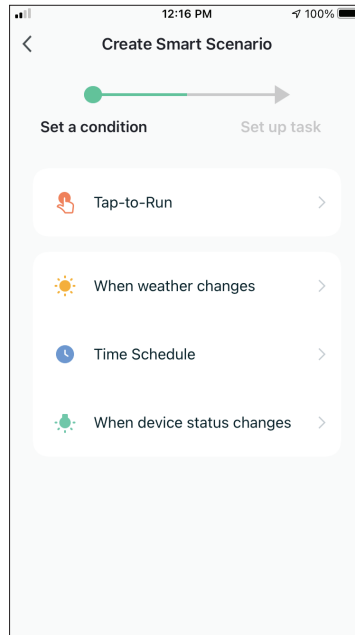 12:16 PM 100%
Create Smart Scenario
Set a condition Set up task
Tap-to-Run
When weather changes
Time Schedule
When device status changes